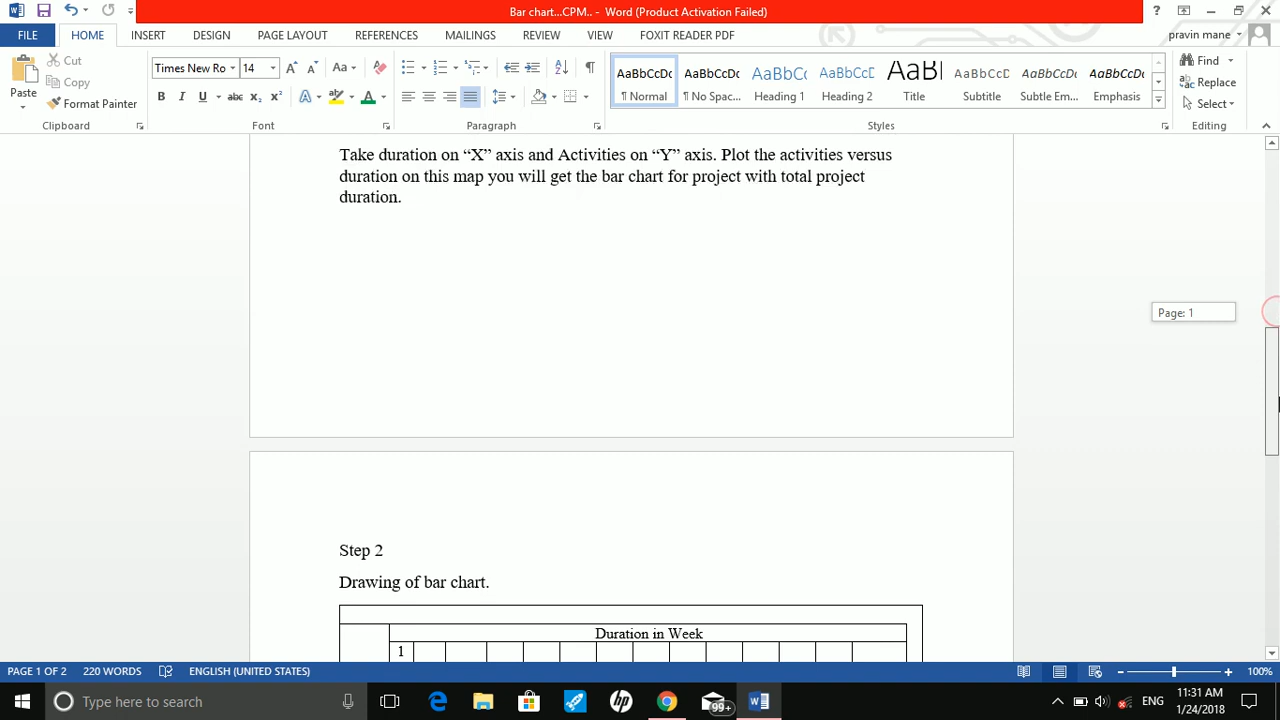 Bar chart...CPM.. - Word (Product Activation Failed)
FILE HOME INSERT DESIGN PAGE LAYOUT REFERENCES MAILINGS REVIEW VIEW FOXIT READER PDF pravin mane
Paste
Cut
Copy
Format Painter
Times New Ro 14
Aa
B I U abc X₂ X² A A
AaBbCcDc AaBbCcDc AaBbCc AaBbCcD AaBl AaBbCcD AaBbCcDc AaBbCcDc
¶ Normal ¶ No Spac... Heading 1 Heading 2 Title Subtitle Subtle Em... Emphasis
Find
Replace
Select
Clipboard Font Paragraph Styles Editing
Take duration on “X” axis and Activities on “Y” axis. Plot the activities versus
duration on this map you will get the bar chart for project with total project
duration.
Page: 1
Step 2
Drawing of bar chart.
Duration in Week
1
PAGE 1 OF 2 220 WORDS ENGLISH (UNITED STATES) 100%
Type here to search
99+
ENG
11:31 AM
1/24/2018